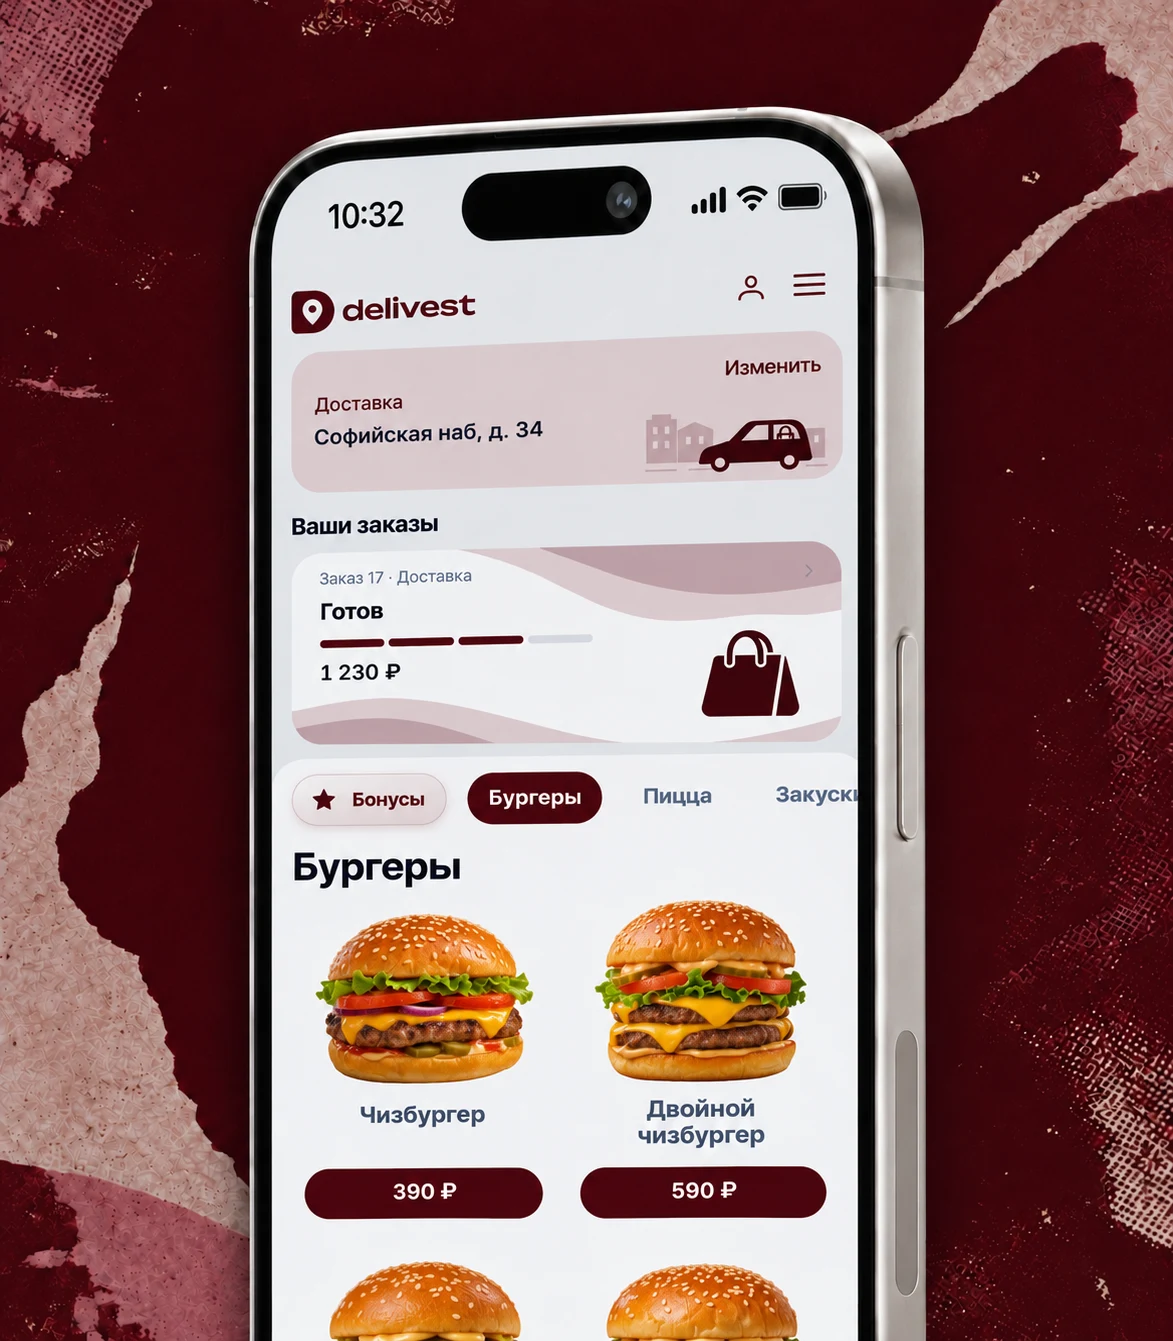 10:32
delivest
Изменить
Доставка
Софийская наб, д. 34
Ваши заказы
Заказ 17 · Доставка
Готов
1 230 ₽
Бонусы
Бургеры
Пицца
Закуски
Бургеры
Чизбургер
Двойной
чизбургер
390 ₽
590 ₽